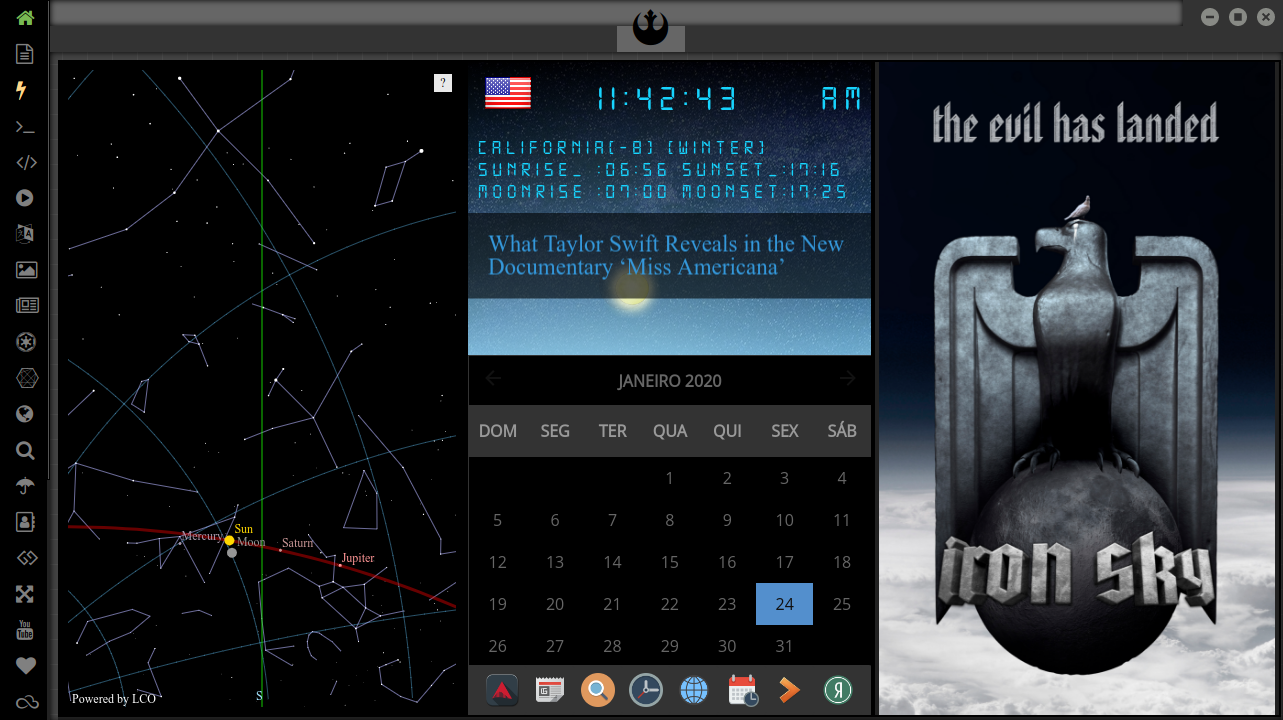 ?
11:42:43 AM
CALIFORNIA[-8] [WINTER]
SUNRISE_ :06:56 SUNSET_:17:16
MOONRISE :07:00 MOONSET:17:25
What Taylor Swift Reveals in the New
Documentary ‘Miss Americana’
JANEIRO 2020
DOM SEG TER QUA QUI SEX SÁB
1 2 3 4
5 6 7 8 9 10 11
12 13 14 15 16 17 18
19 20 21 22 23 24 25
26 27 28 29 30 31
Mercury
Sun
Moon
Saturn
Jupiter
S
Powered by LCO
the evil has landed
iron sky
You
Tube
A
LG
Я